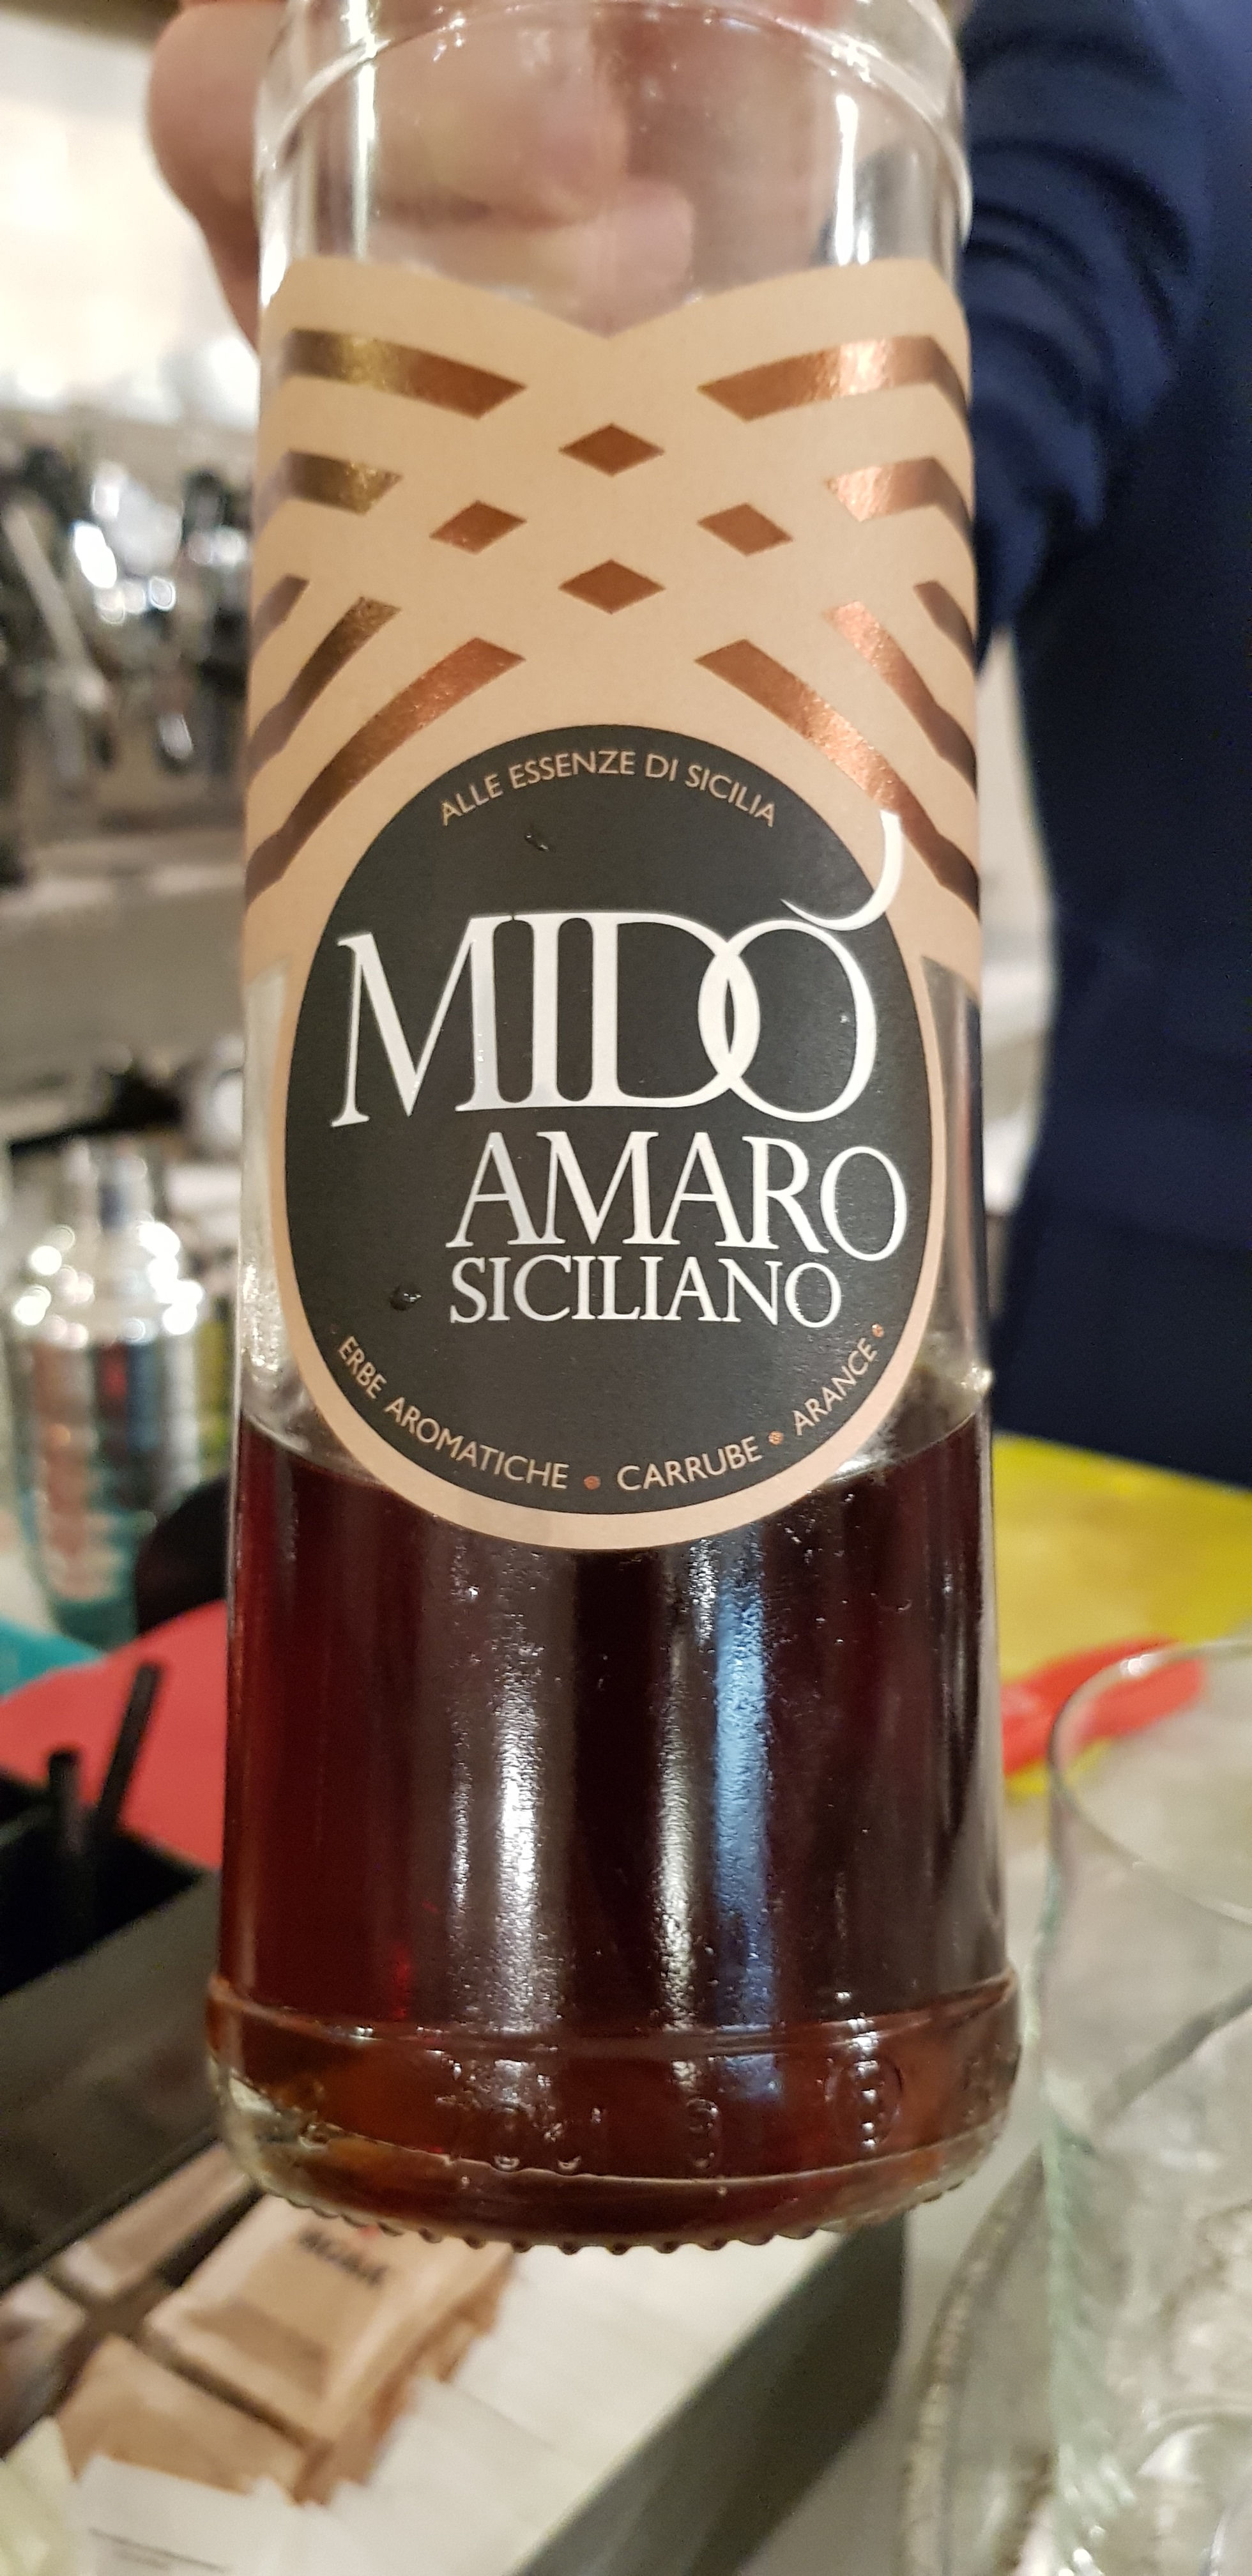 ALLE ESSENZE DI SICILIA
MIDÒ
AMARO
SICILIANO
ERBE AROMATICHE • CARRUBE • ARANCE •